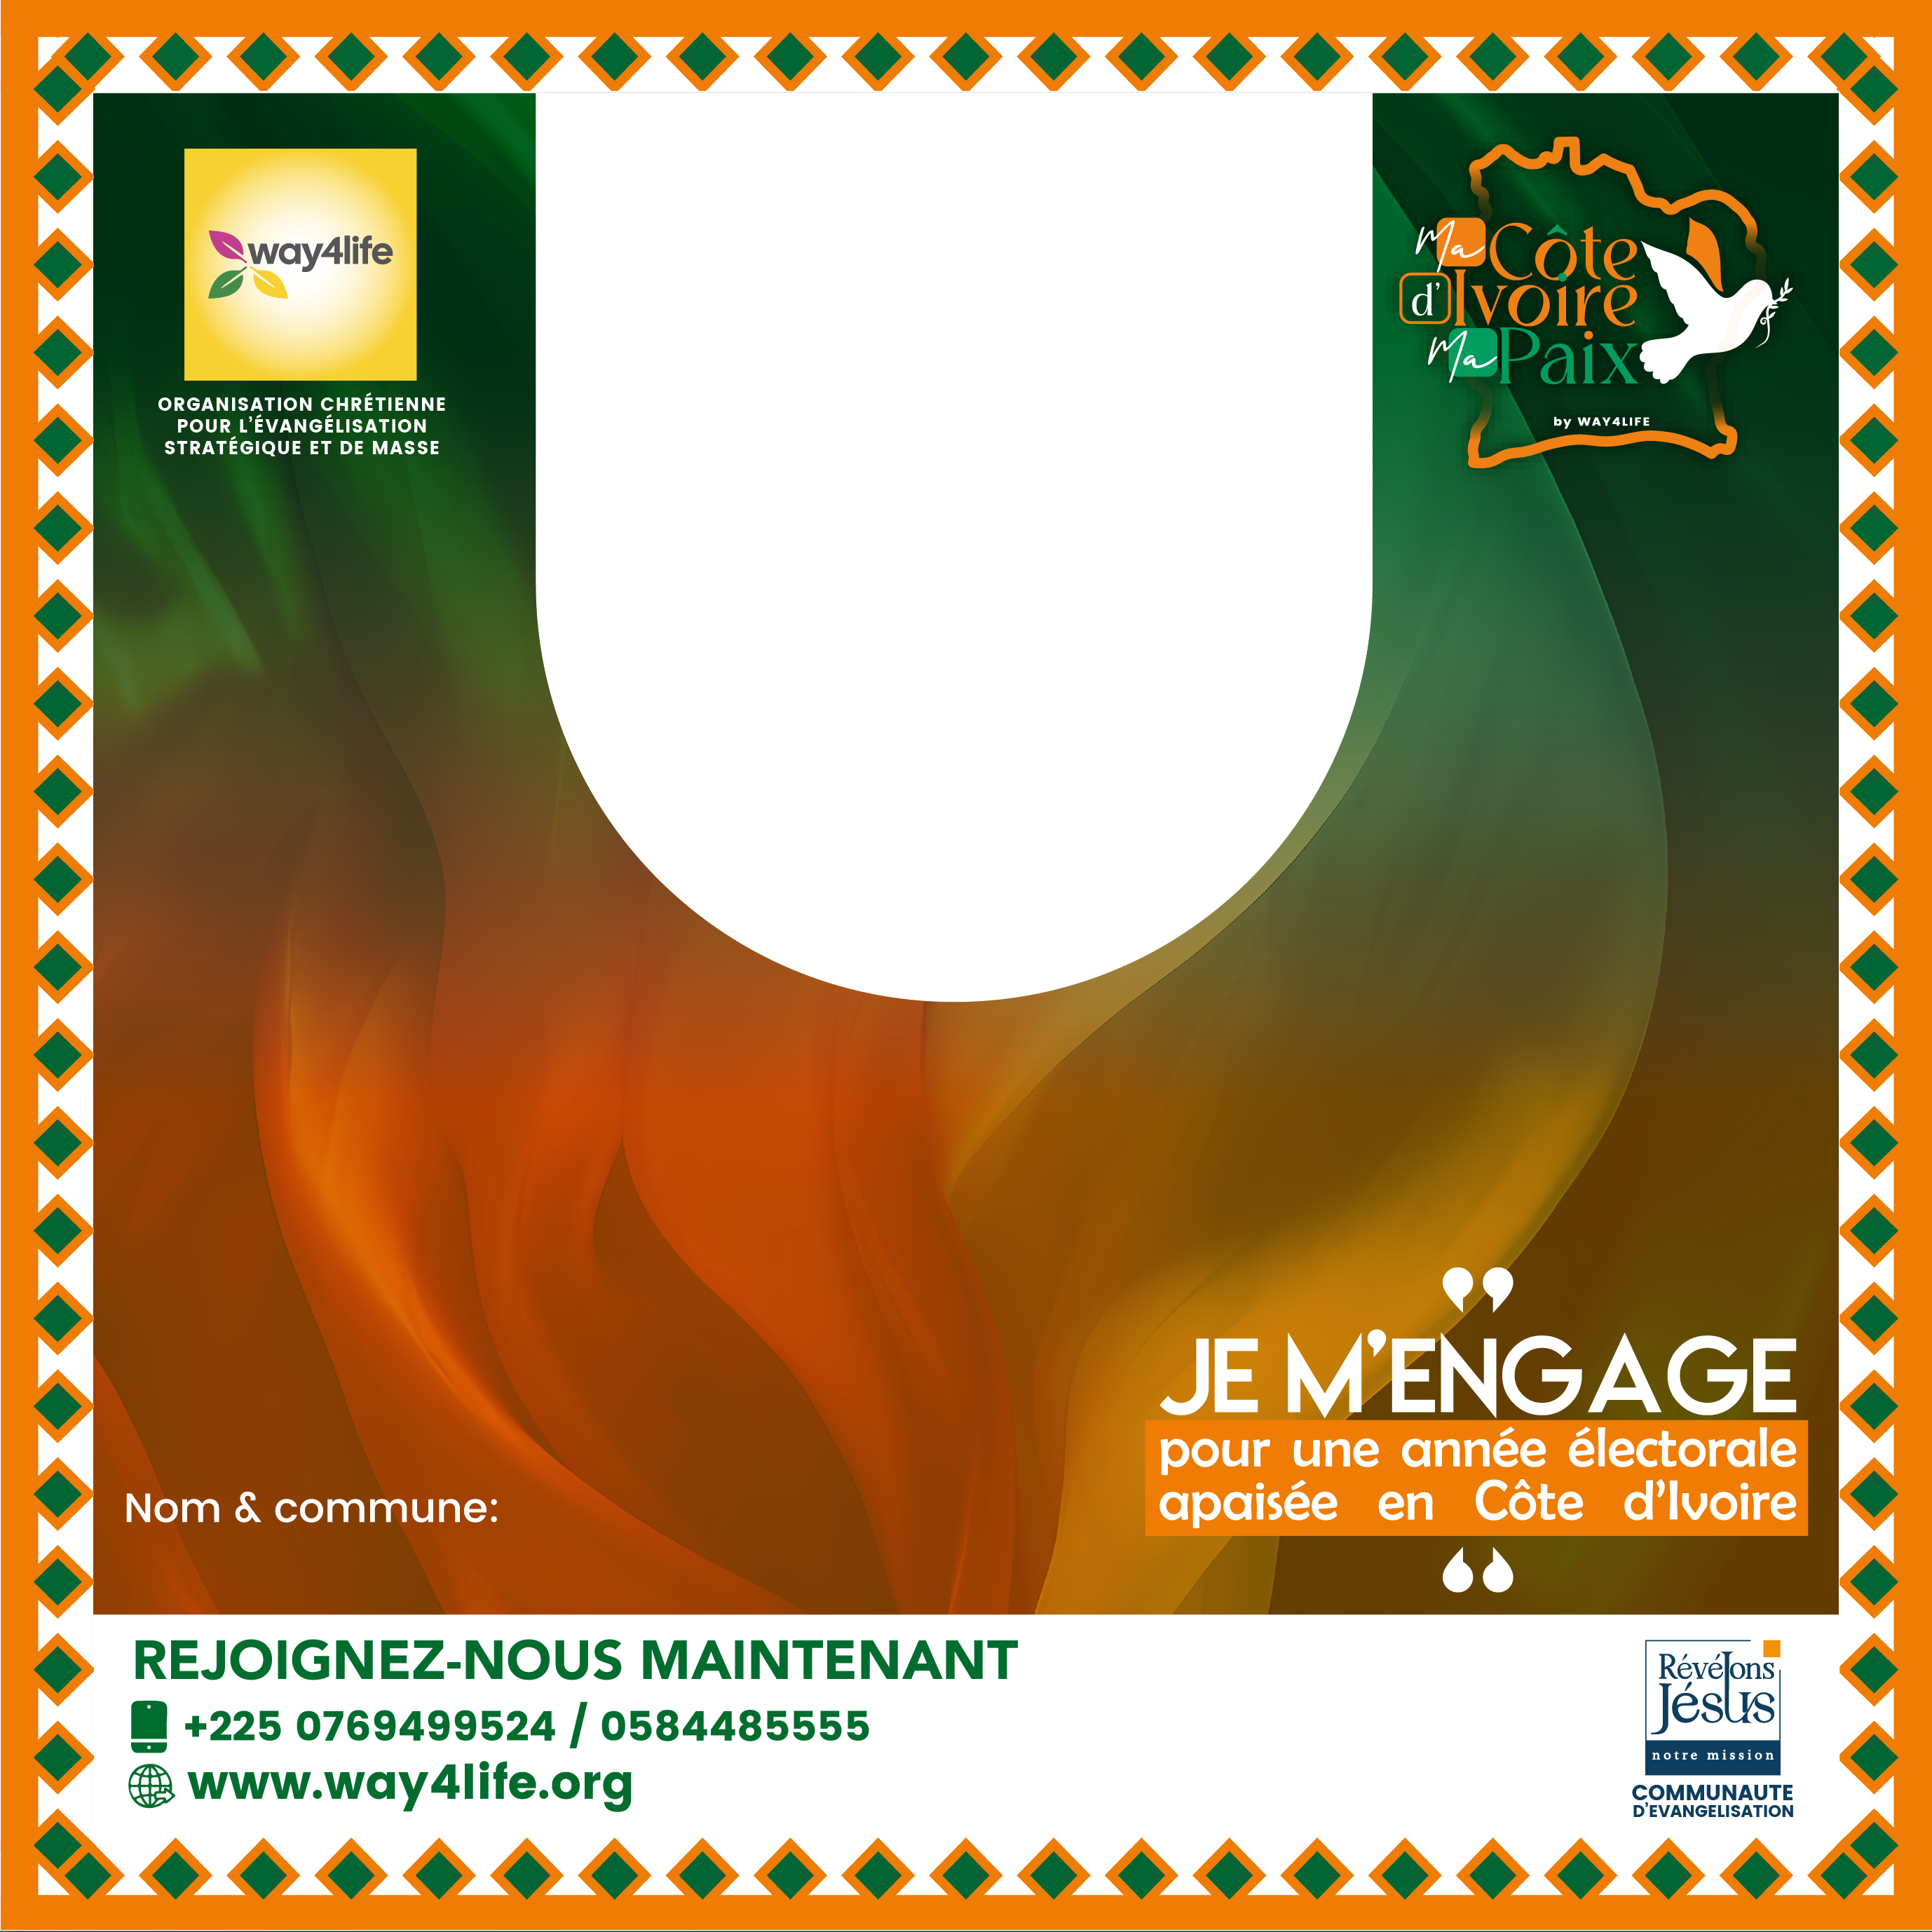 way4life
ORGANISATION CHRÉTIENNE
POUR L'ÉVANGÉLISATION
STRATÉGIQUE ET DE MASSE
Ma Côte
d'Ivoire
Ma Paix
by WAY4LIFE
❜❜
JE M'ENGAGE
pour une année électorale
apaisée en Côte d'Ivoire
❛❛
Nom & commune:
REJOIGNEZ-NOUS MAINTENANT
+225 0769499524 / 0584485555
www.way4life.org
Révélons
Jésus
notre mission
COMMUNAUTE
D'EVANGELISATION